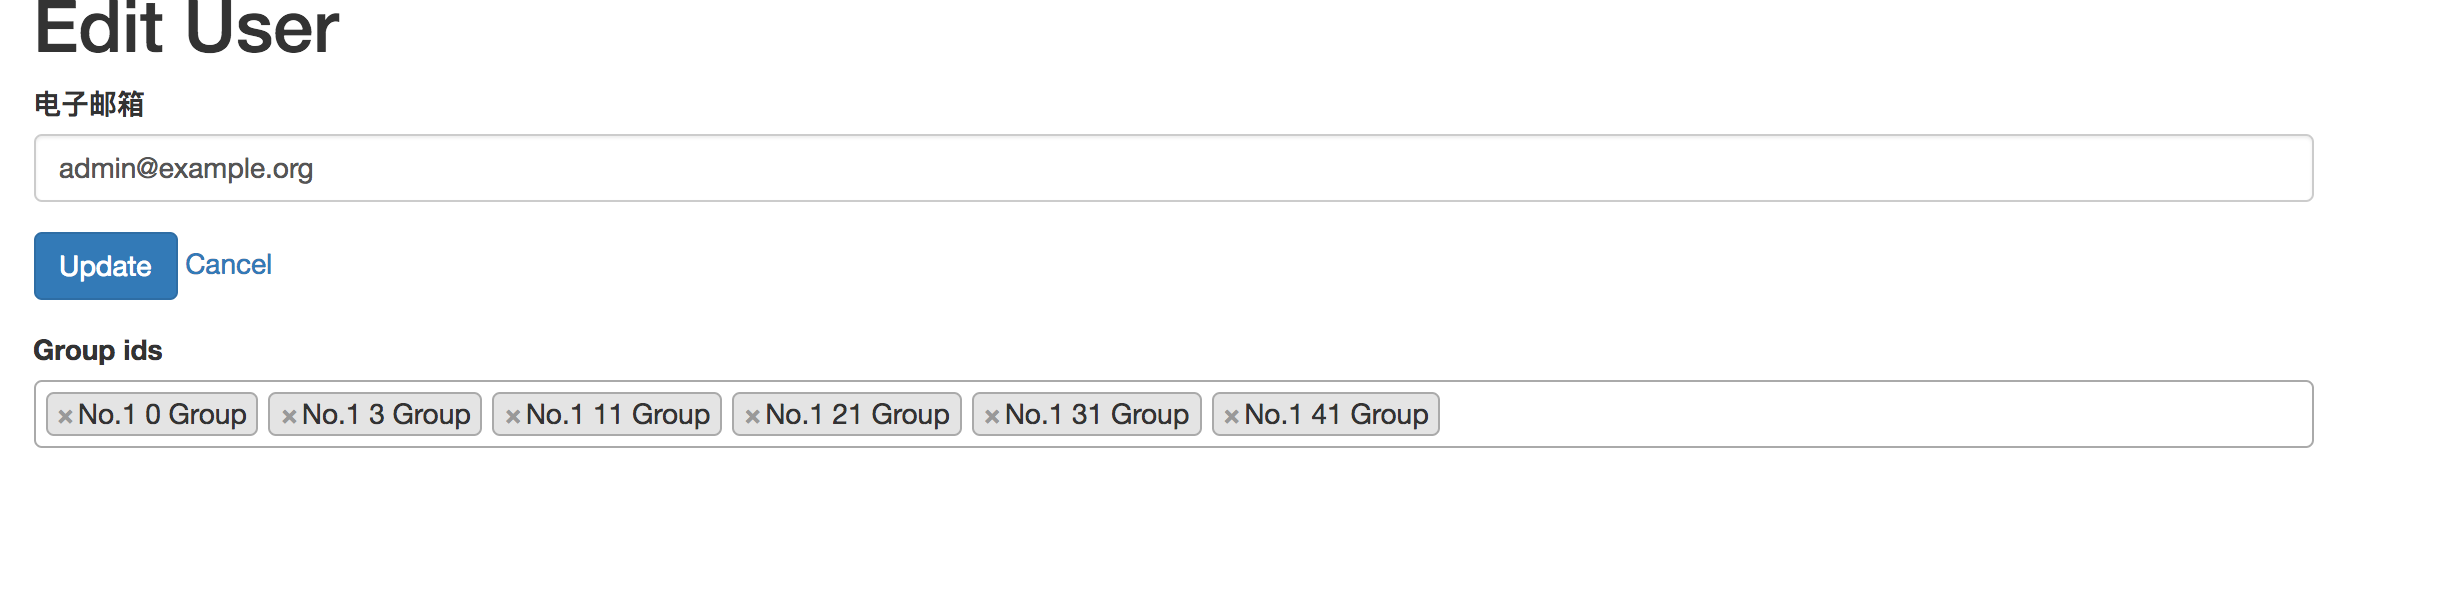 Edit User
电子邮箱
admin@example.org
Update Cancel
Group ids
×No.1 0 Group ×No.1 3 Group ×No.1 11 Group ×No.1 21 Group ×No.1 31 Group ×No.1 41 Group